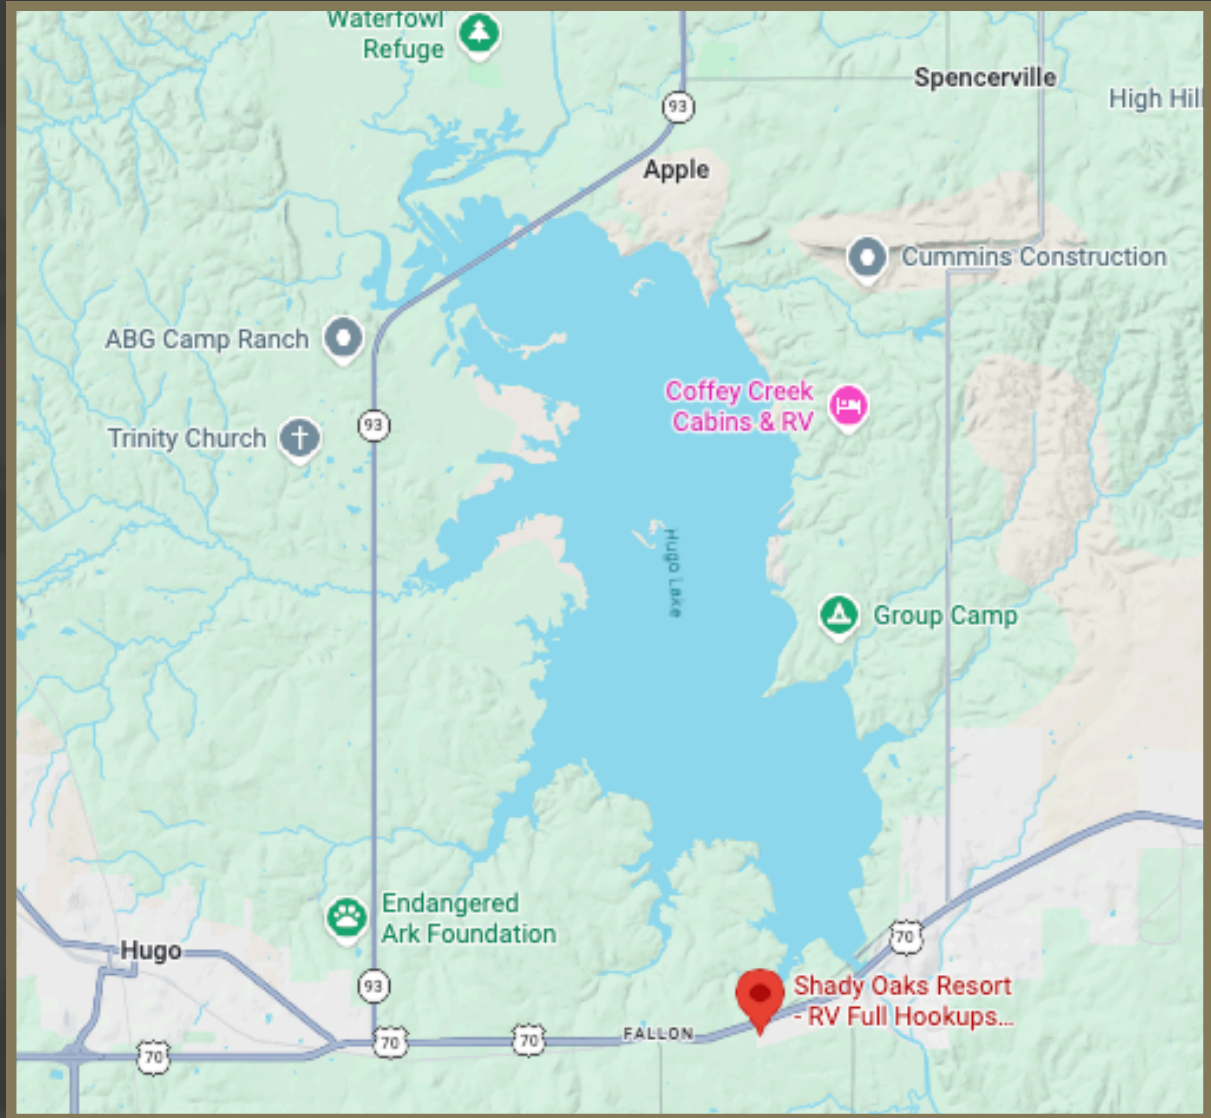 Waterfowl
Refuge
93
Spencerville
High Hill
Apple
Cummins Construction
ABG Camp Ranch
Coffey Creek
Cabins & RV
Trinity Church
93
Hugo Lake
Group Camp
Endangered
Ark Foundation
Hugo
70
93
Shady Oaks Resort
- RV Full Hookups...
FALLON
70
70
70